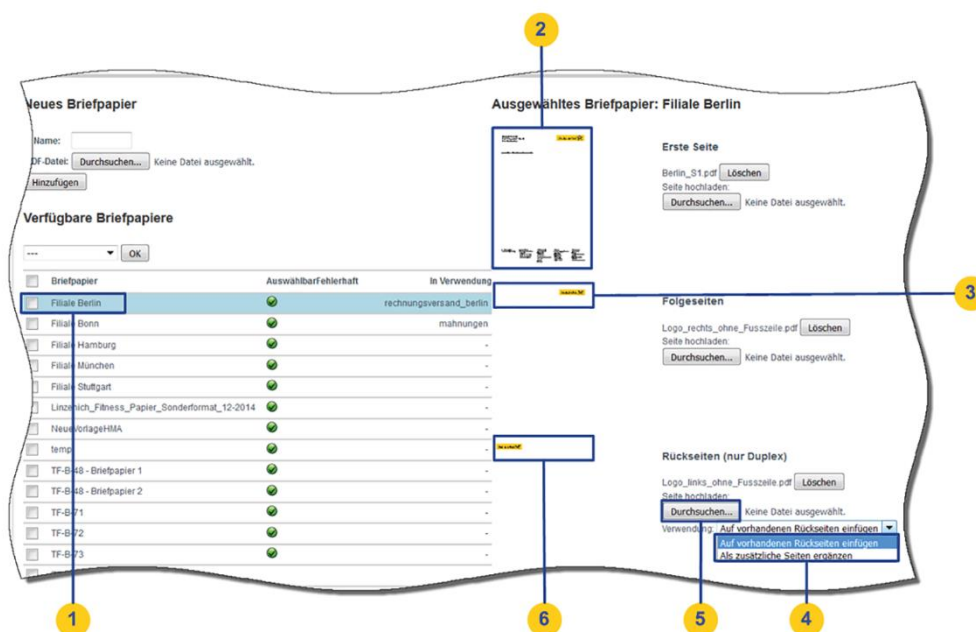 2
Neues Briefpapier
Name:
DF-Datei: Durchsuchen... Keine Datei ausgewählt.
Hinzufügen
Verfügbare Briefpapiere
--- OK
Briefpapier Auswählbar Fehlerhaft In Verwendung
Filiale Berlin rechnungsversand_berlin
Filiale Bonn mahnungen
Filiale Hamburg -
Filiale München -
Filiale Stuttgart -
Linzenich_Fitness_Papier_Sonderformat_12-2014 -
NeueVorlageHMA -
temp -
TF-B-48 - Briefpapier 1 -
TF-B-48 - Briefpapier 2 -
TF-B-71 -
TF-B-72 -
TF-B-73 -
Ausgewähltes Briefpapier: Filiale Berlin
Erste Seite
Berlin_S1.pdf Löschen
Seite hochladen:
Durchsuchen... Keine Datei ausgewählt.
3
Folgeseiten
Logo_rechts_ohne_Fusszeile.pdf Löschen
Seite hochladen:
Durchsuchen... Keine Datei ausgewählt.
Rückseiten (nur Duplex)
Logo_links_ohne_Fusszeile.pdf Löschen
Seite hochladen:
Durchsuchen... Keine Datei ausgewählt.
Verwendung: Auf vorhandenen Rückseiten einfügen
Auf vorhandenen Rückseiten einfügen
Als zusätzliche Seiten ergänzen
1
6
5
4